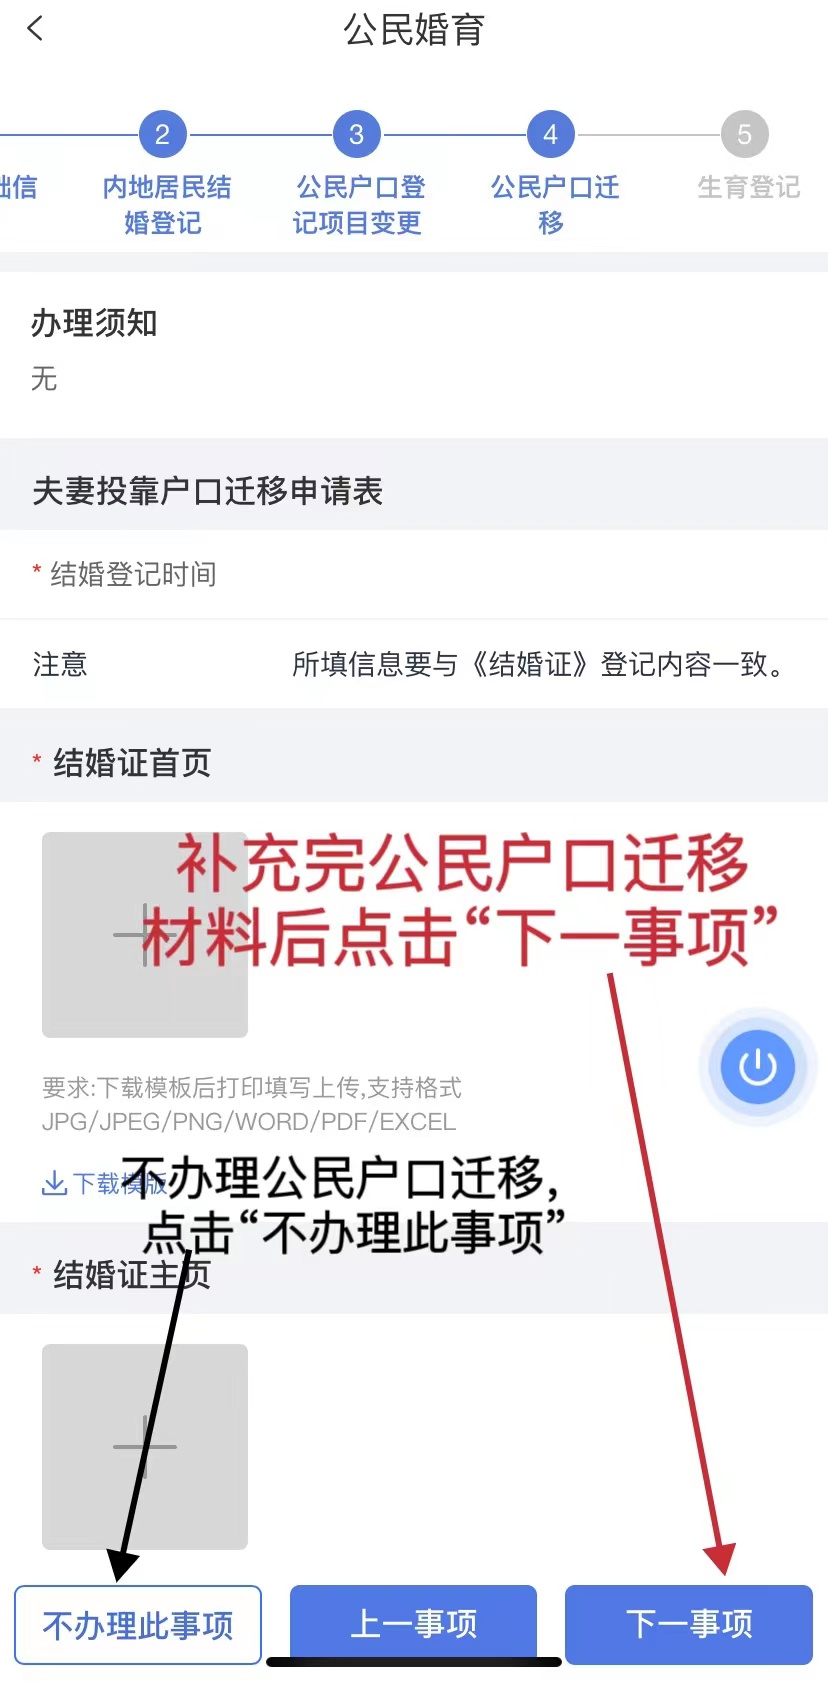 公民婚育
2
3
4
5
础信
内地居民结
婚登记
公民户口登
记项目变更
公民户口迁
移
生育登记
办理须知
无
夫妻投靠户口迁移申请表
* 结婚登记时间
注意 所填信息要与《结婚证》登记内容一致。
* 结婚证首页
补充完公民户口迁移
材料后点击“下一事项”
要求:下载模板后打印填写上传,支持格式
JPG/JPEG/PNG/WORD/PDF/EXCEL
下载模版
不办理公民户口迁移,
点击“不办理此事项”
* 结婚证主页
不办理此事项
上一事项
下一事项